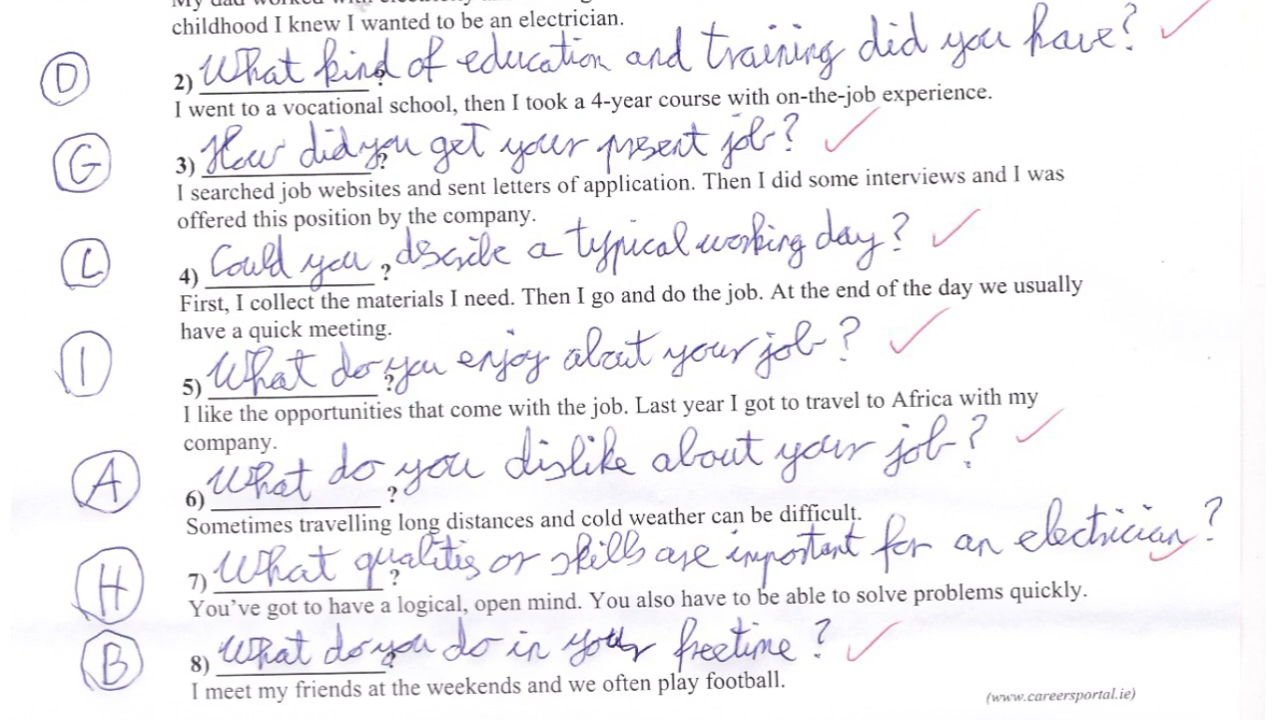 My dad worked with electricity
childhood I knew I wanted to be an electrician.
D 2) What kind of education and training did you have?
I went to a vocational school, then I took a 4-year course with on-the-job experience.
G 3) How did you get your present job?
I searched job websites and sent letters of application. Then I did some interviews and I was
offered this position by the company.
4) Could you describe a typical working day?
First, I collect the materials I need. Then I go and do the job. At the end of the day we usually
have a quick meeting.
I 5) What do you enjoy about your job?
I like the opportunities that come with the job. Last year I got to travel to Africa with my
company.
A 6) What do you dislike about your job?
Sometimes travelling long distances and cold weather can be difficult.
H 7) What qualities or skills are important for an electrician?
You've got to have a logical, open mind. You also have to be able to solve problems quickly.
B 8) What do you do in your freetime?
I meet my friends at the weekends and we often play football.
(www.careersportal.ie)